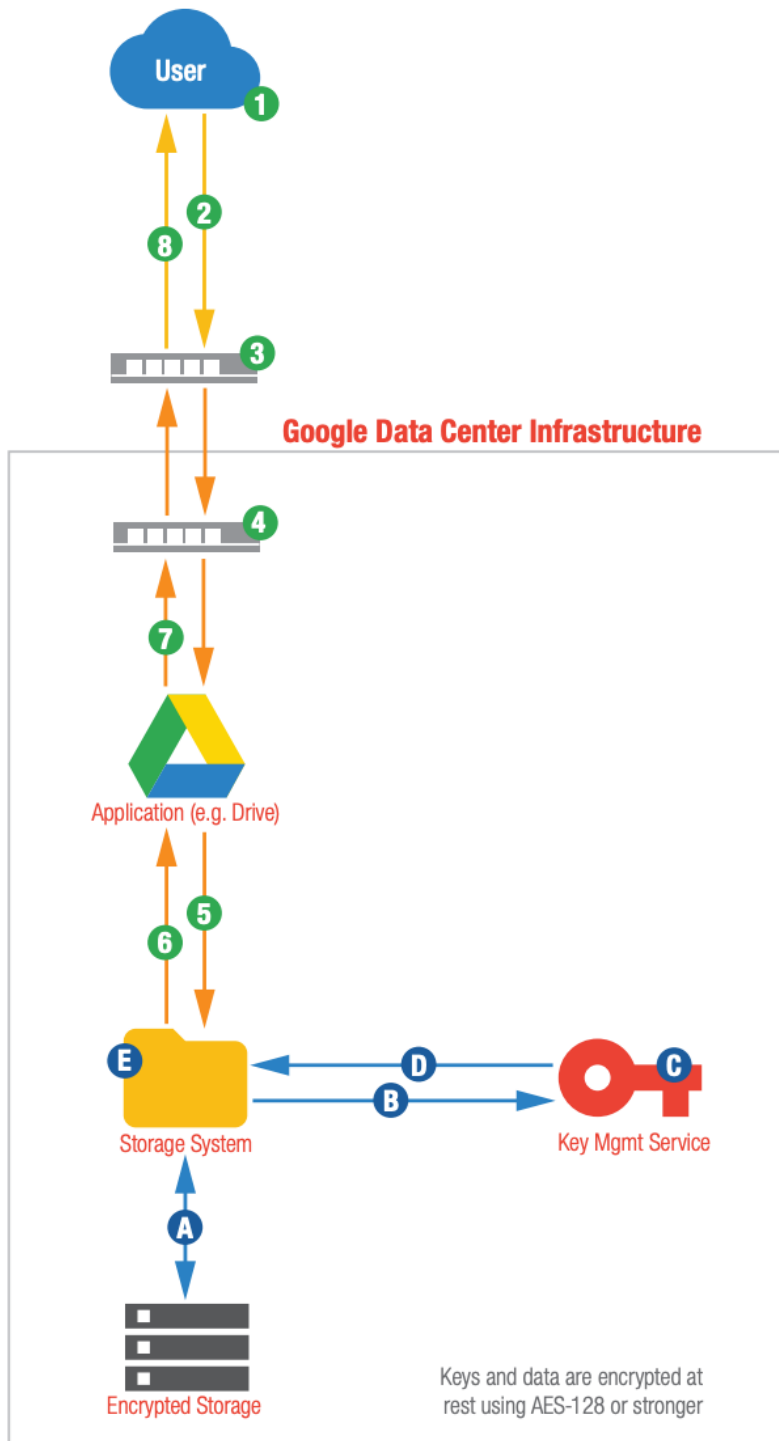 User
1
2
8
3
Google Data Center Infrastructure
4
7
Application (e.g. Drive)
5
6
E
D
C
B
Storage System
Key Mgmt Service
A
Keys and data are encrypted at
rest using AES-128 or stronger
Encrypted Storage